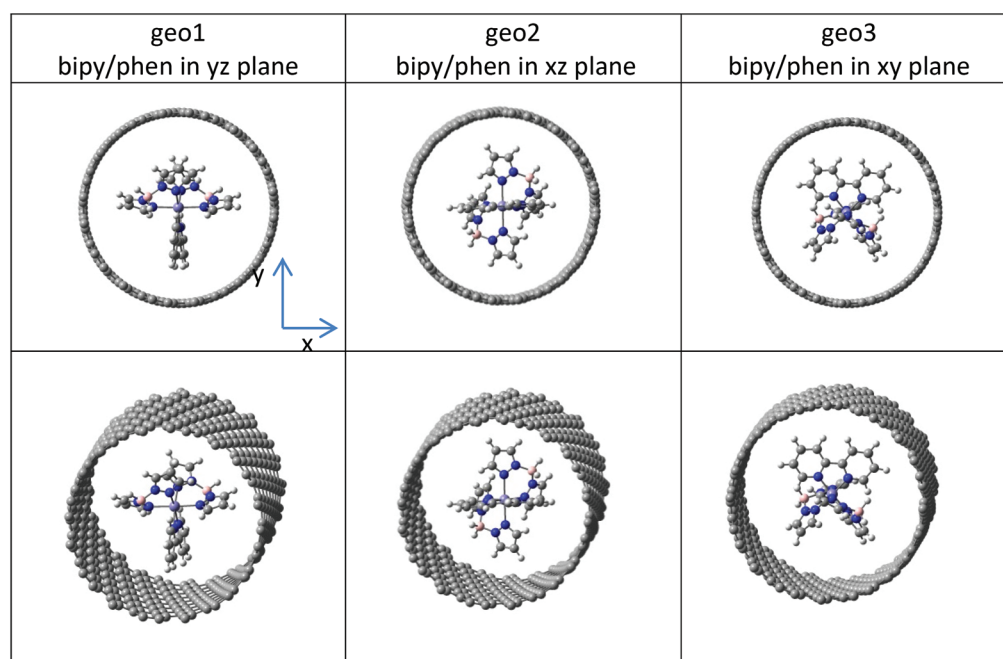 geo1
bipy/phen in yz plane
geo2
bipy/phen in xz plane
geo3
bipy/phen in xy plane
y
x